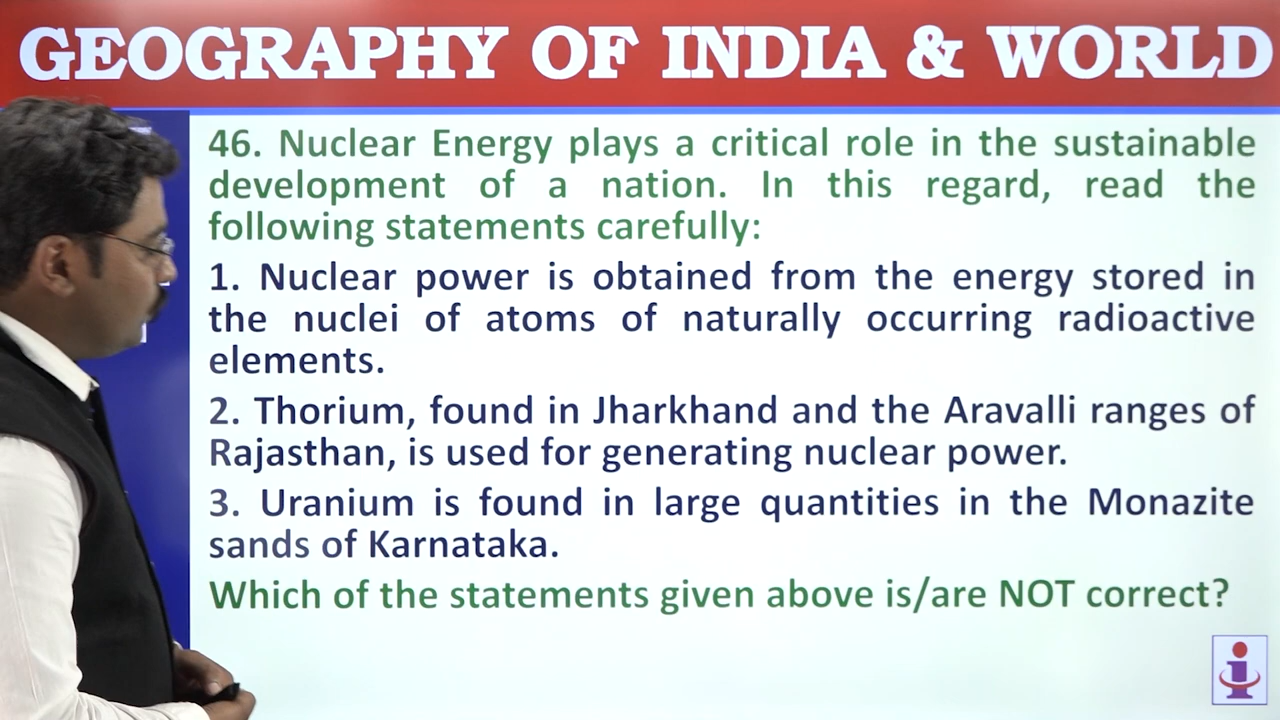 GEOGRAPHY OF INDIA & WORLD
46. Nuclear Energy plays a critical role in the sustainable
development of a nation. In this regard, read the
following statements carefully:
1. Nuclear power is obtained from the energy stored in
the nuclei of atoms of naturally occurring radioactive
elements.
2. Thorium, found in Jharkhand and the Aravalli ranges of
Rajasthan, is used for generating nuclear power.
3. Uranium is found in large quantities in the Monazite
sands of Karnataka.
Which of the statements given above is/are NOT correct?